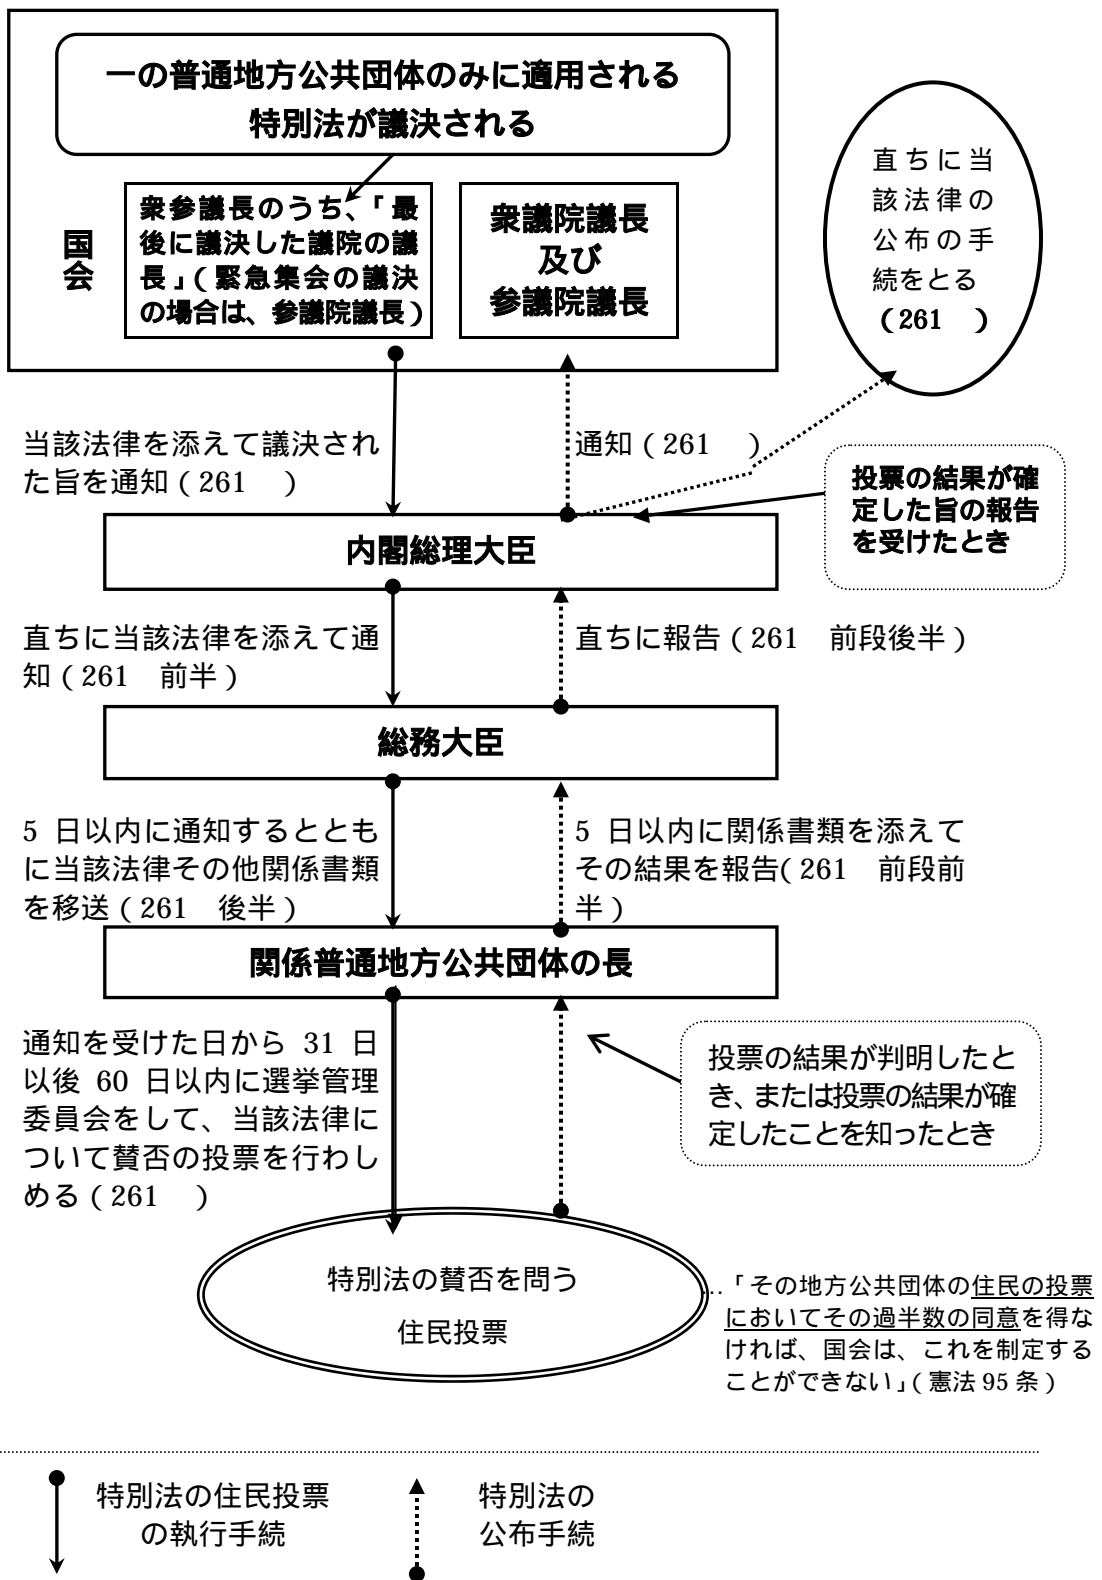 一の普通地方公共団体のみに適用される
特別法が議決される
国会
衆参議長のうち、「最
後に議決した議院の議
長」（緊急集会の議決
の場合は、参議院議長）
衆議院議長
及び
参議院議長
直ちに当
該法律の
公布の手
続をとる
（261　）
当該法律を添えて議決され
た旨を通知（261　）
通知（261　）
投票の結果が確
定した旨の報告
を受けたとき
内閣総理大臣
直ちに当該法律を添えて通
知（261　前半）
直ちに報告（261　前段後半）
総務大臣
5 日以内に通知するととも
に当該法律その他関係書類
を移送（261　後半）
5 日以内に関係書類を添えて
その結果を報告（261　前段前
半）
関係普通地方公共団体の長
通知を受けた日から 31 日
以後 60 日以内に選挙管理
委員会をして、当該法律に
ついて賛否の投票を行わし
める（261　）
投票の結果が判明したと
き、または投票の結果が確
定したことを知ったとき
特別法の賛否を問う
住民投票
…「その地方公共団体の住民の投票
においてその過半数の同意を得な
ければ、国会は、これを制定する
ことができない」（憲法 95 条）
特別法の住民投票
の執行手続
特別法の
公布手続